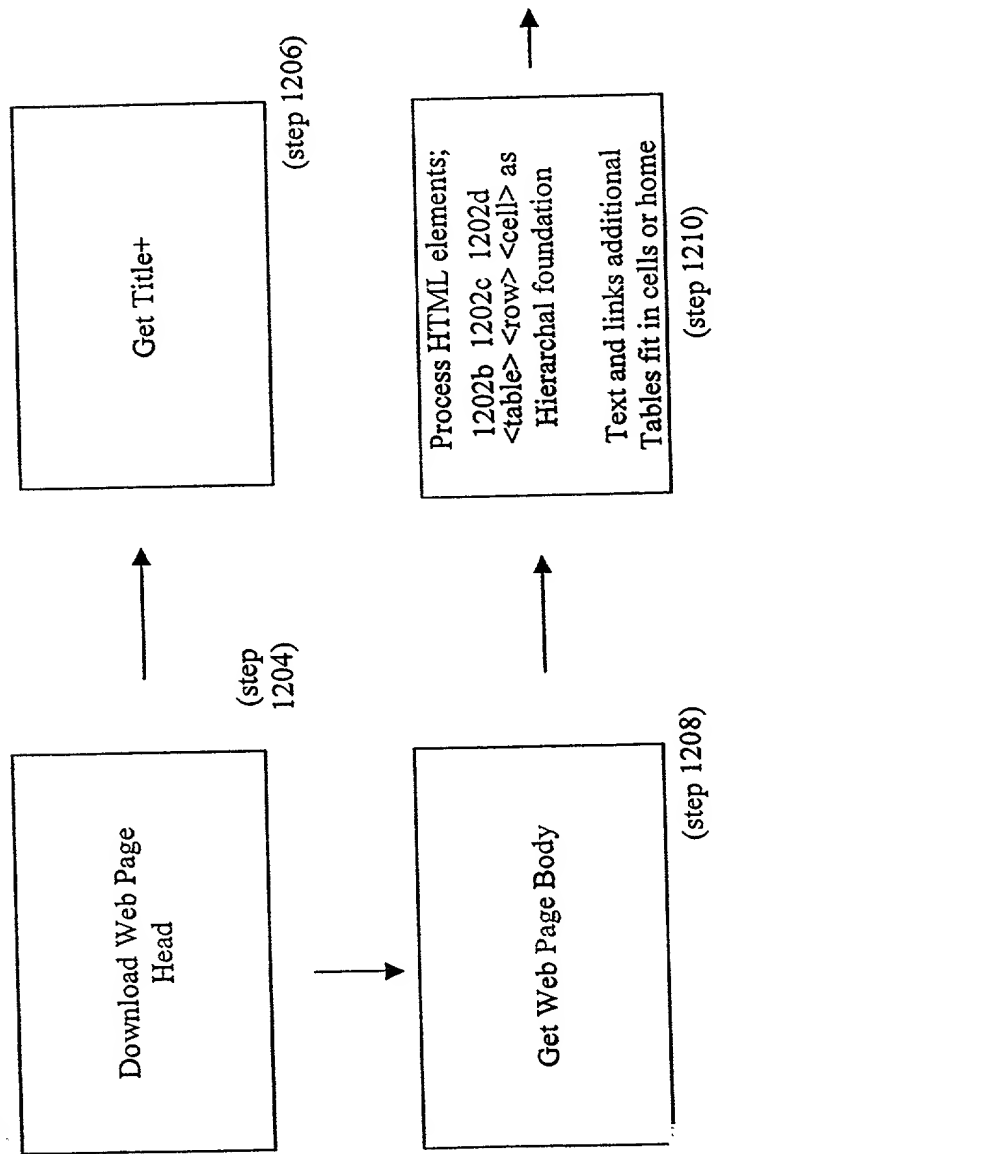 Download Web Page
Head
(step
1204)
Get Title+
(step 1206)
Get Web Page Body
(step 1208)
Process HTML elements;
1202b 1202c 1202d
<table> <row> <cell> as
Hierarchal foundation
Text and links additional
Tables fit in cells or home
(step 1210)